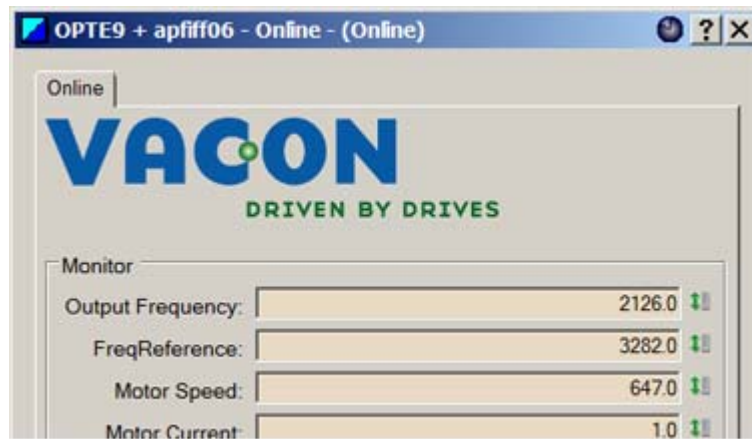 OPTE9 + apfiff06 - Online - (Online)
Online
VACON
DRIVEN BY DRIVES
Monitor
Output Frequency: 2126.0
FreqReference: 3282.0
Motor Speed: 647.0
Motor Current: 1.0